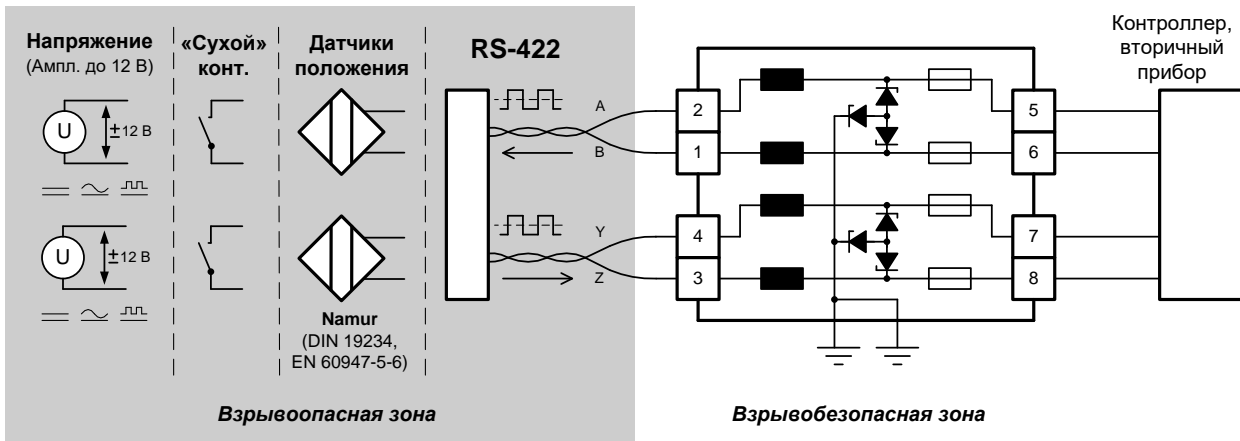 Напряжение
(Ампл. до 12 В)
U
±12 В
U
±12 В
«Сухой»
конт.
Датчики
положения
Namur
(DIN 19234,
EN 60947-5-6)
RS-422
A
B
Y
Z
2
1
4
3
5
6
7
8
Контроллер,
вторичный
прибор
Взрывоопасная зона
Взрывобезопасная зона